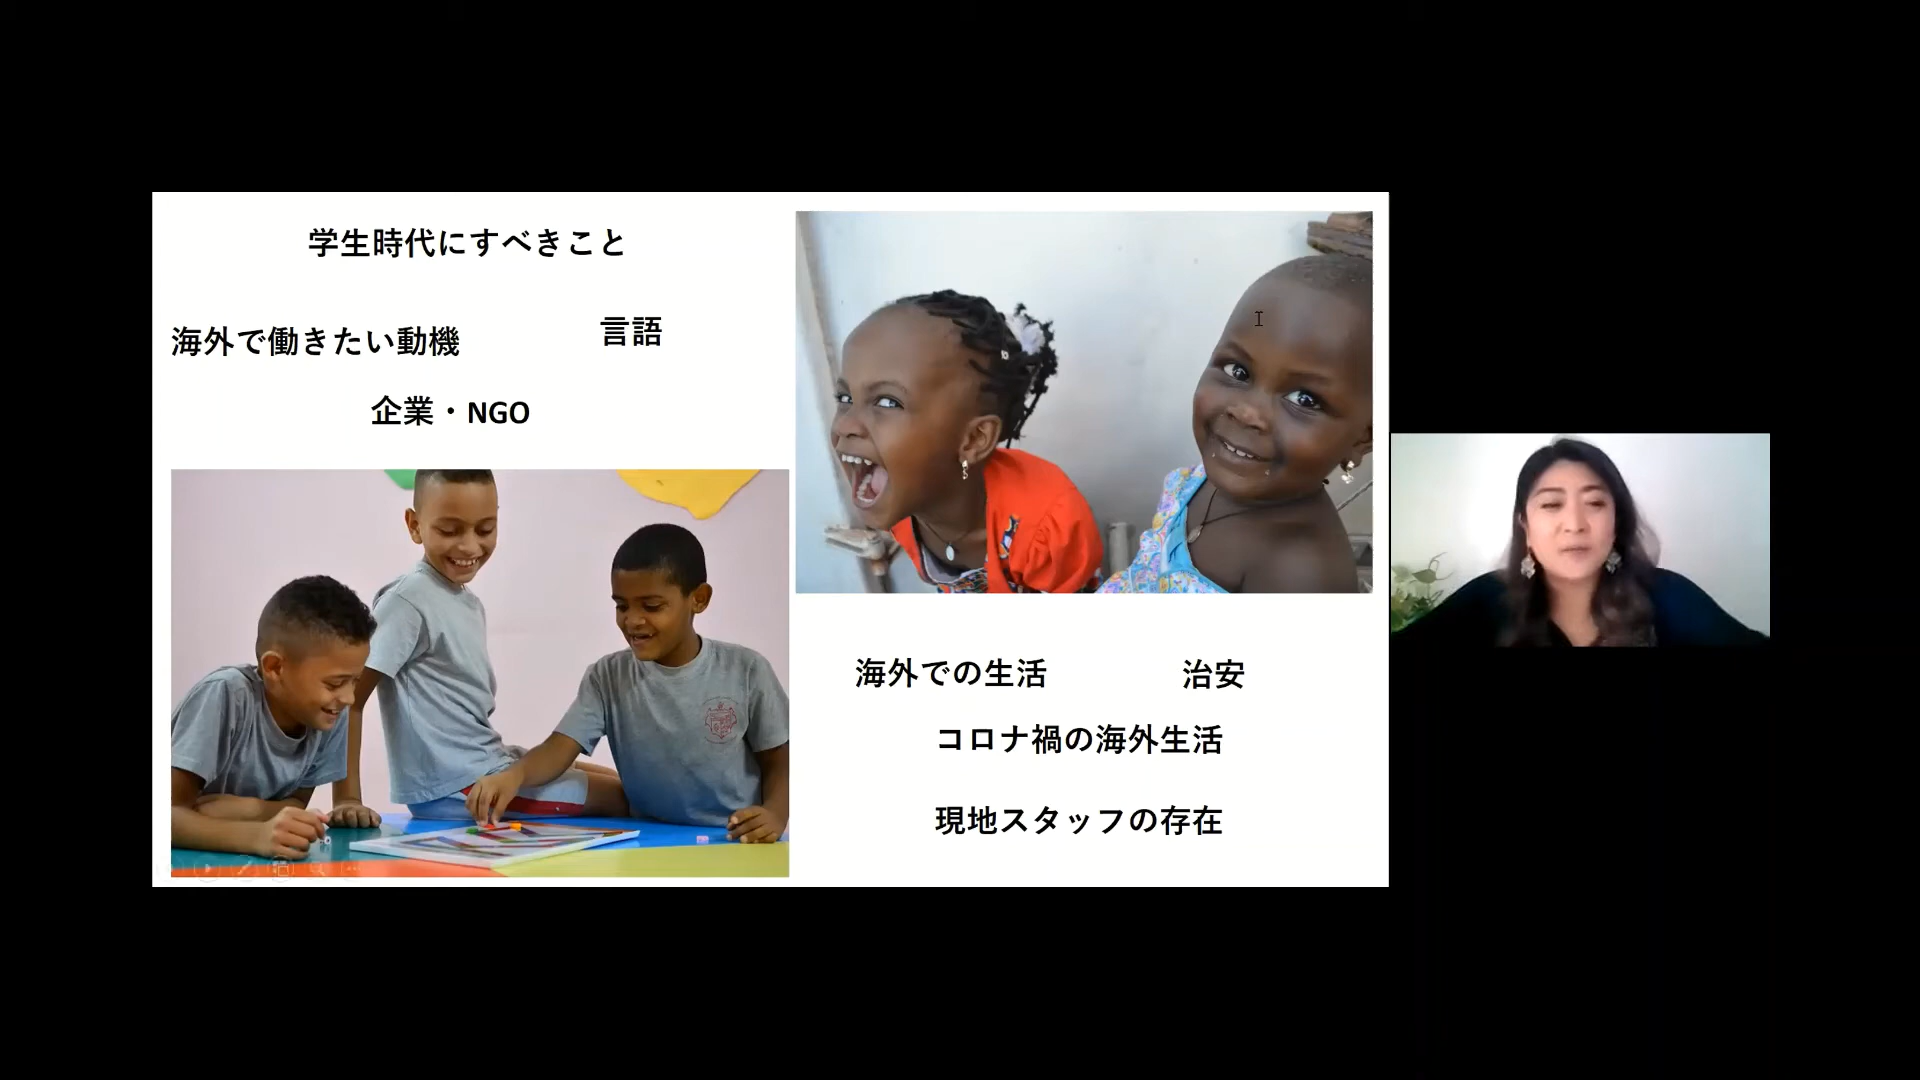 学生時代にすべきこと
海外で働きたい動機
言語
企業・NGO
海外での生活
治安
コロナ禍の海外生活
現地スタッフの存在